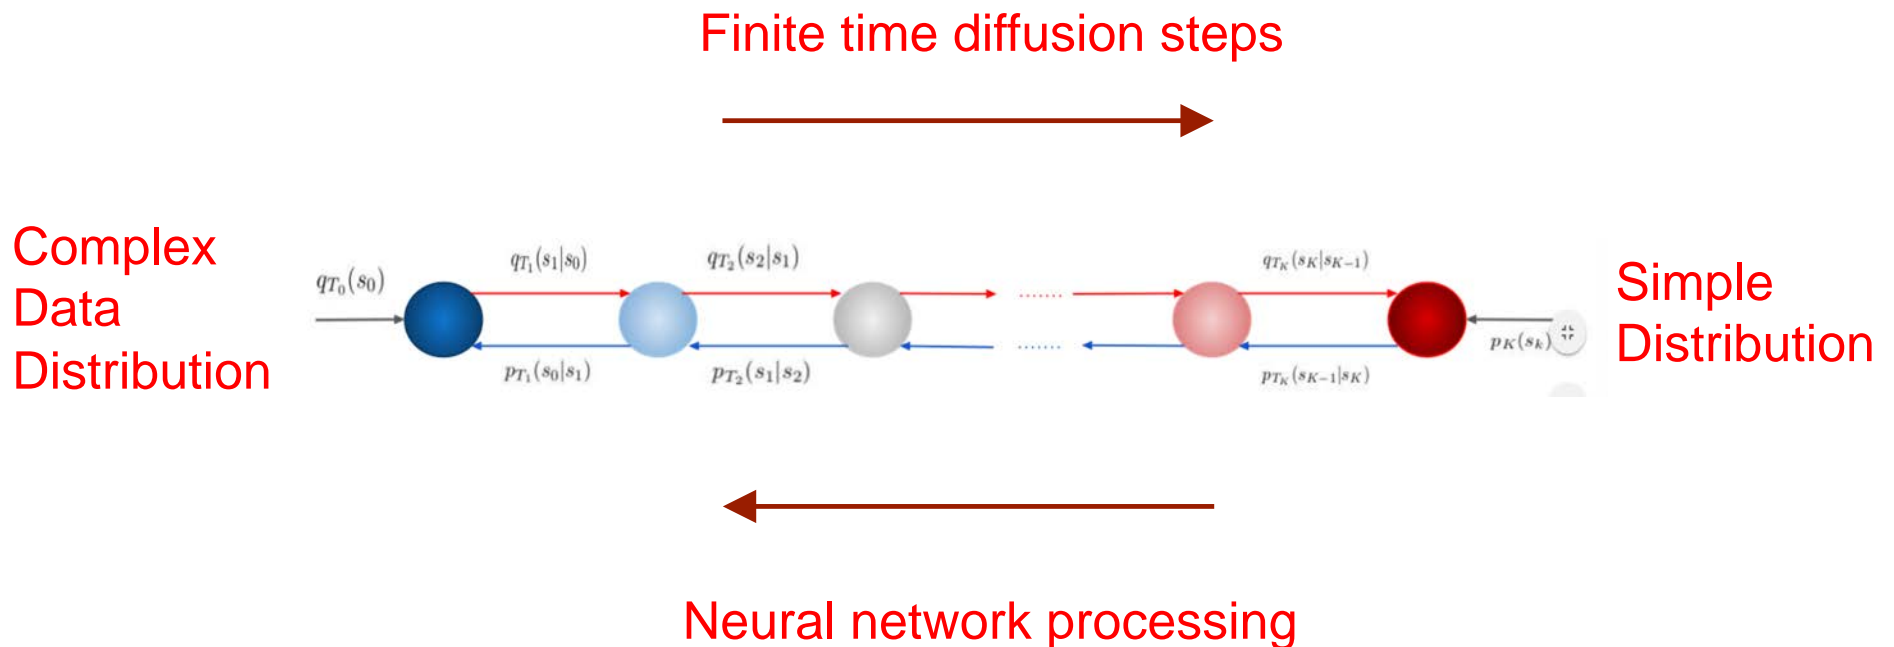 Finite time diffusion steps
Complex
Data
Distribution
q_{T_0}(s_0)
q_{T_1}(s_1|s_0)
q_{T_2}(s_2|s_1)
.......
q_{T_K}(s_K|s_{K-1})
p_{T_1}(s_0|s_1)
p_{T_2}(s_1|s_2)
.......
p_{T_K}(s_{K-1}|s_K)
p_K(s_k)
Simple
Distribution
Neural network processing